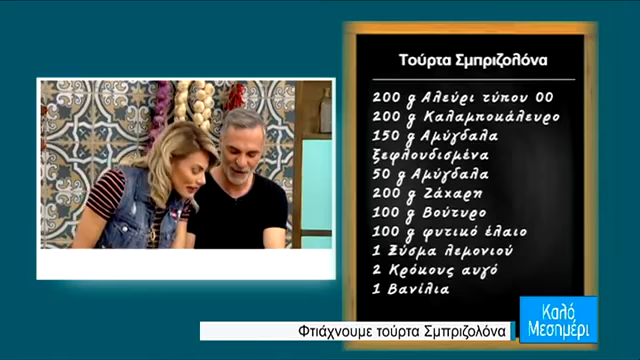 Τούρτα Σμπριζολόνα
200 g Αλεύρι τύπου 00
200 g Καλαμποκάλευρο
150 g Αμύγδαλα
ξεφλουδισμένα
50 g Αμύγδαλα
200 g Ζάχαρη
100 g Βούτυρο
100 g φυτικό έλαιο
1 Ξύσμα λεμονιού
2 Κρόκους αυγό
1 Βανίλια
Καλό
Μεσημέρι
Φτιάχνουμε τούρτα Σμπριζολόνα